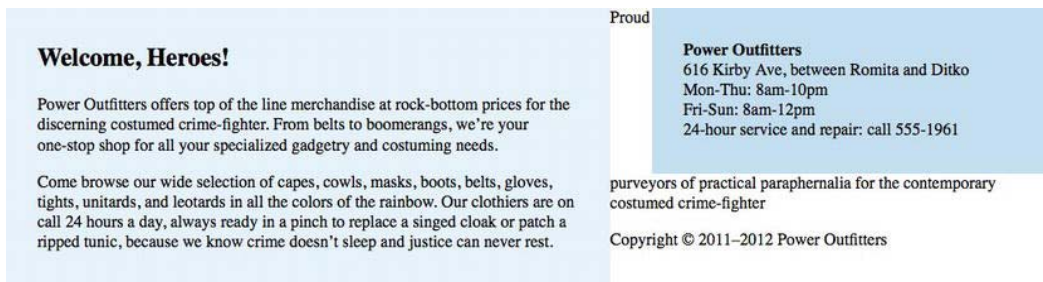 Welcome, Heroes!
Power Outfitters offers top of the line merchandise at rock-bottom prices for the
discerning costumed crime-fighter. From belts to boomerangs, we're your
one-stop shop for all your specialized gadgetry and costuming needs.
Come browse our wide selection of capes, cowls, masks, boots, belts, gloves,
tights, unitards, and leotards in all the colors of the rainbow. Our clothiers are on
call 24 hours a day, always ready in a pinch to replace a singed cloak or patch a
ripped tunic, because we know crime doesn't sleep and justice can never rest.
Proud
Power Outfitters
616 Kirby Ave, between Romita and Ditko
Mon-Thu: 8am-10pm
Fri-Sun: 8am-12pm
24-hour service and repair: call 555-1961
purveyors of practical paraphernalia for the contemporary
costumed crime-fighter
Copyright © 2011–2012 Power Outfitters